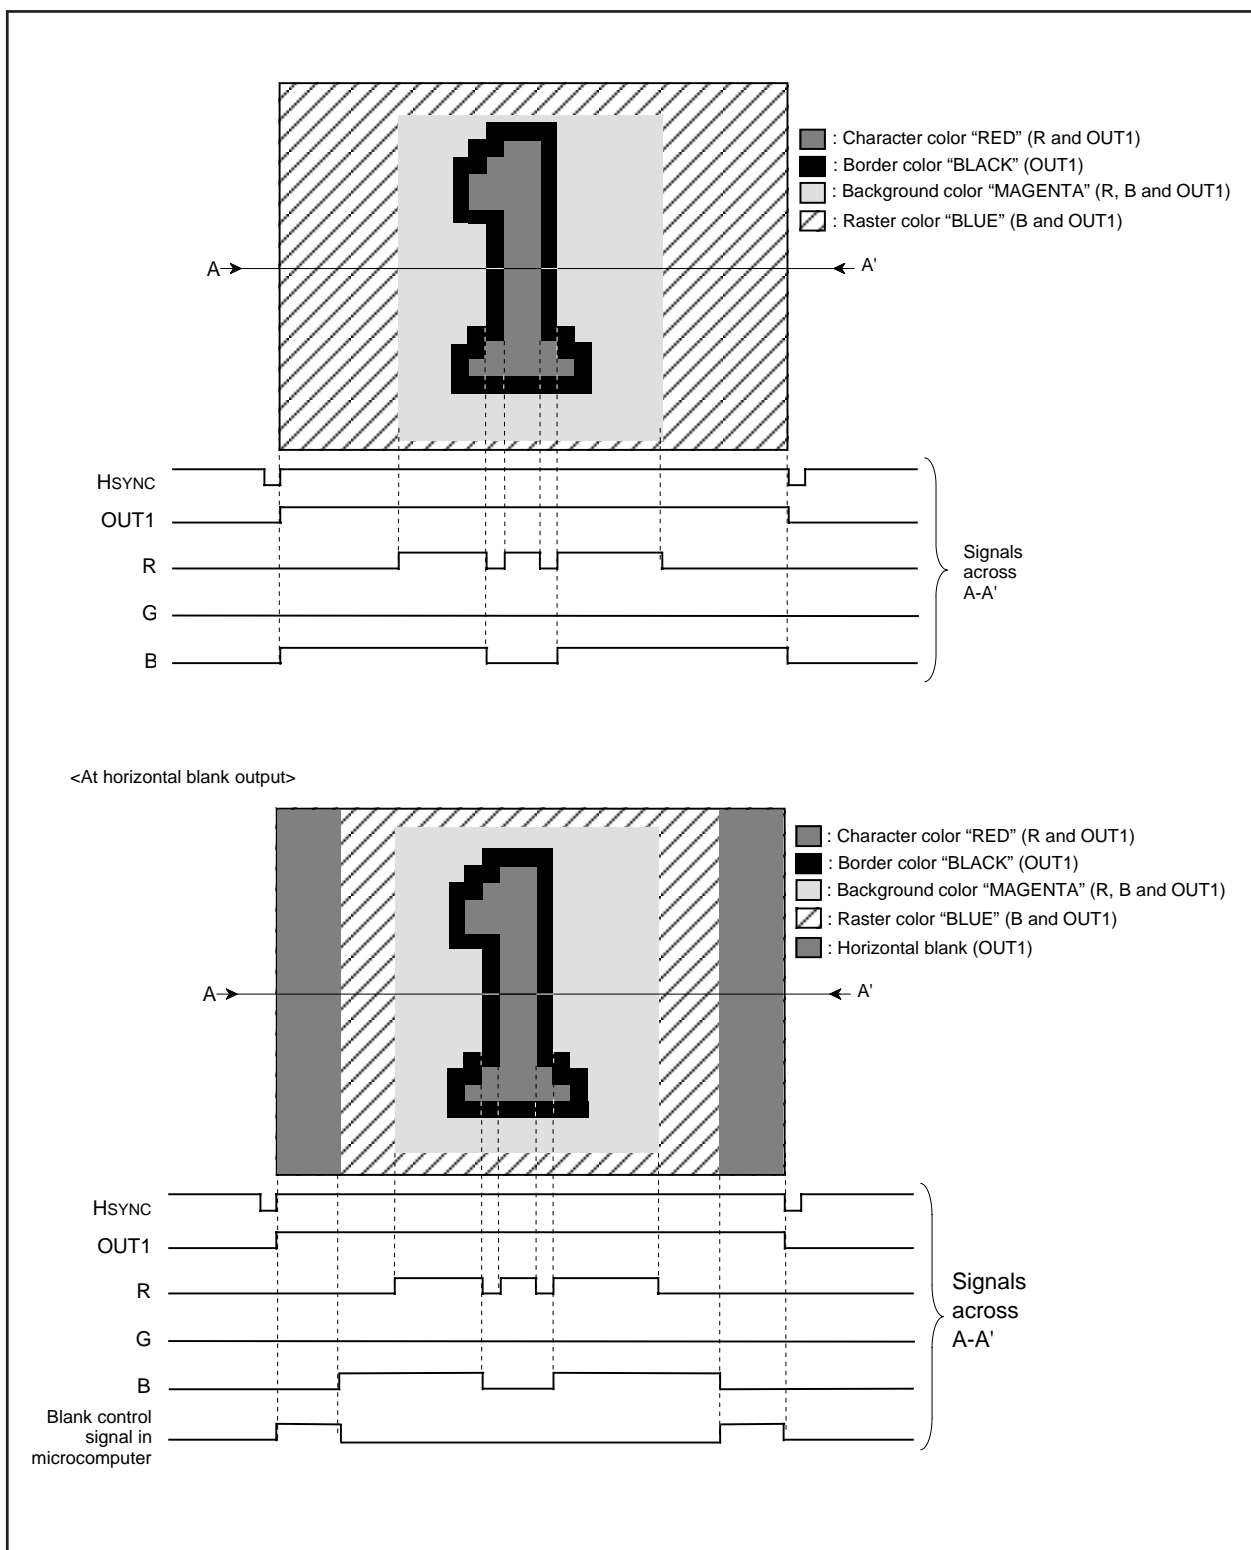 : Character color “RED” (R and OUT1)
: Border color “BLACK” (OUT1)
: Background color “MAGENTA” (R, B and OUT1)
: Raster color “BLUE” (B and OUT1)
A
A'
HSYNC
OUT1
R
G
B
Signals
across
A-A'
<At horizontal blank output>
: Character color “RED” (R and OUT1)
: Border color “BLACK” (OUT1)
: Background color “MAGENTA” (R, B and OUT1)
: Raster color “BLUE” (B and OUT1)
: Horizontal blank (OUT1)
A
A'
HSYNC
OUT1
R
G
B
Blank control
signal in
microcomputer
Signals
across
A-A'